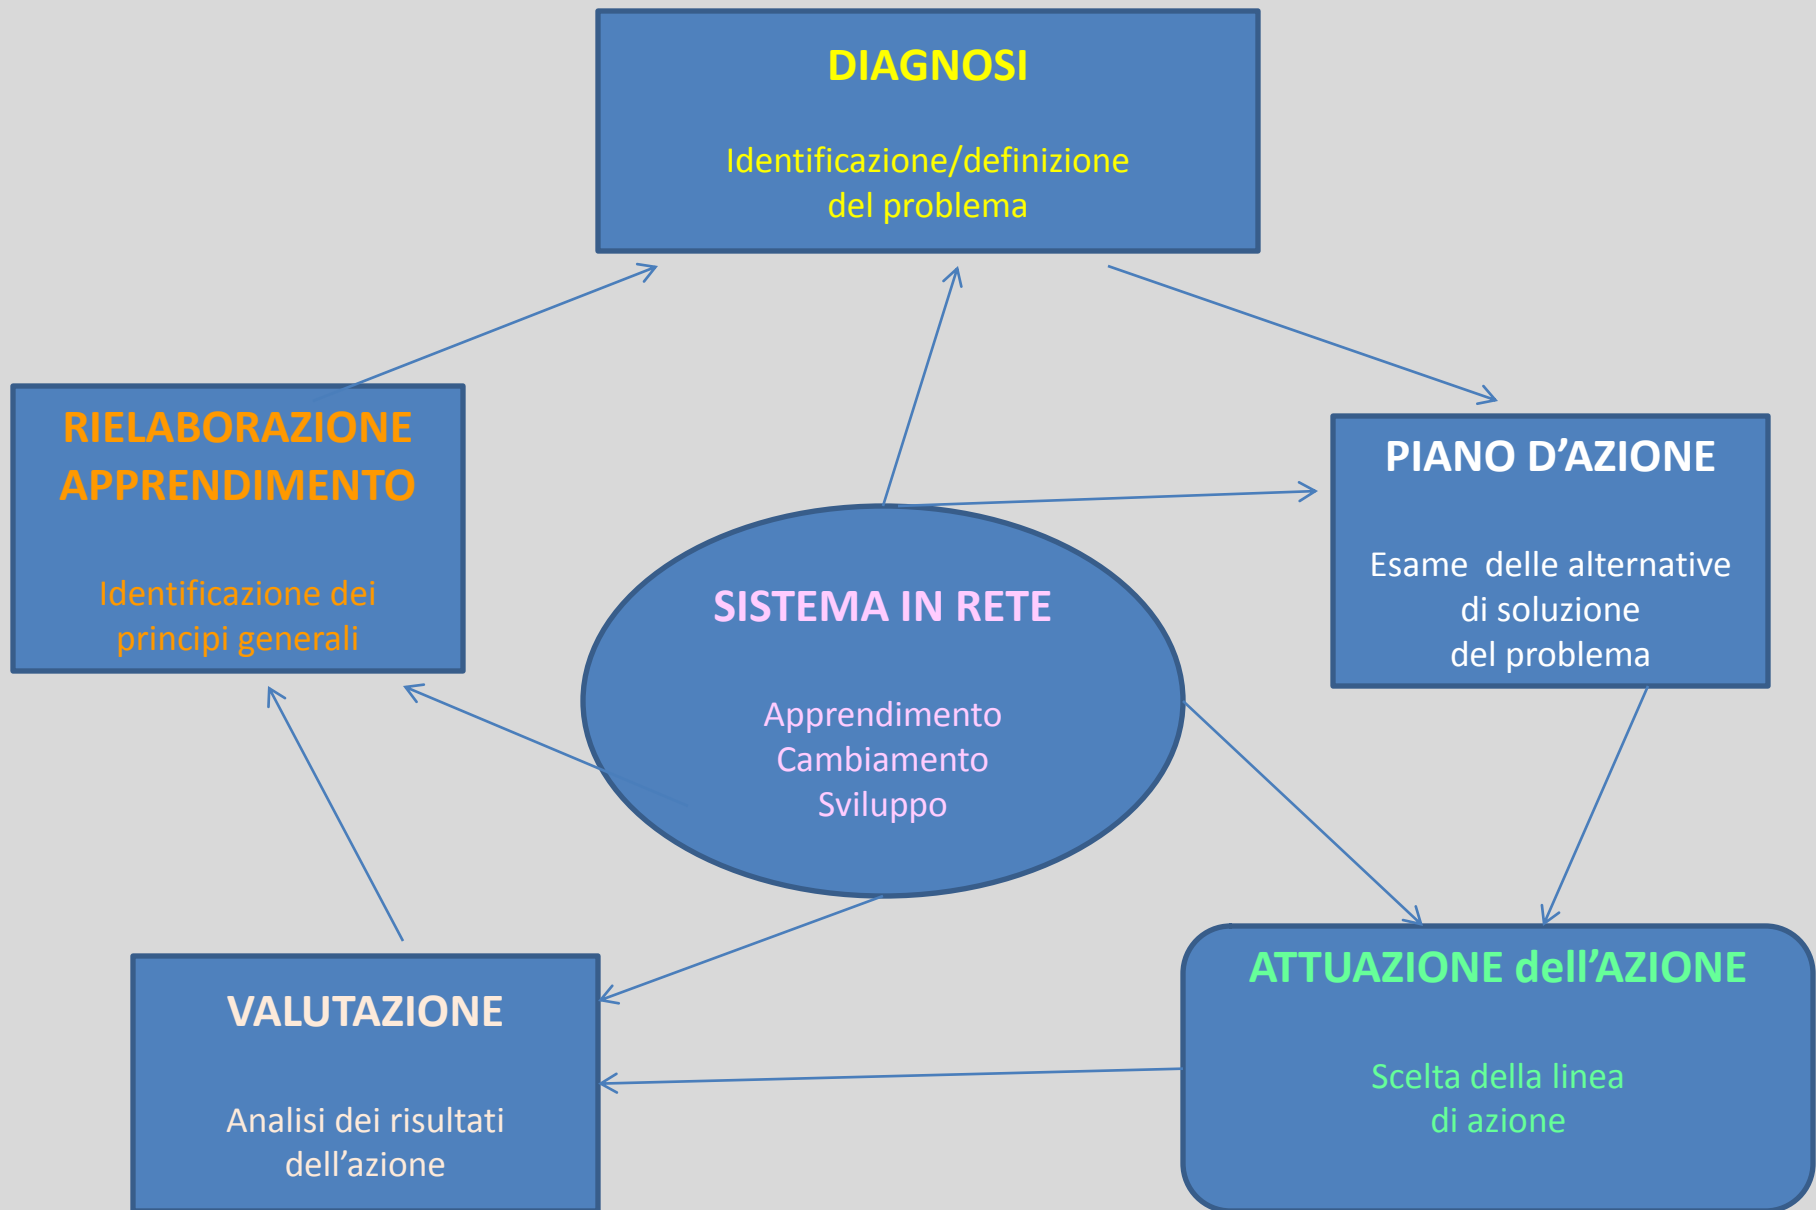 DIAGNOSI
Identificazione/definizione
del problema
RIELABORAZIONE
APPRENDIMENTO
Identificazione dei
principi generali
PIANO D’AZIONE
Esame  delle alternative
di soluzione
del problema
SISTEMA IN RETE
Apprendimento
Cambiamento
Sviluppo
VALUTAZIONE
Analisi dei risultati
dell’azione
ATTUAZIONE dell’AZIONE
Scelta della linea
di azione